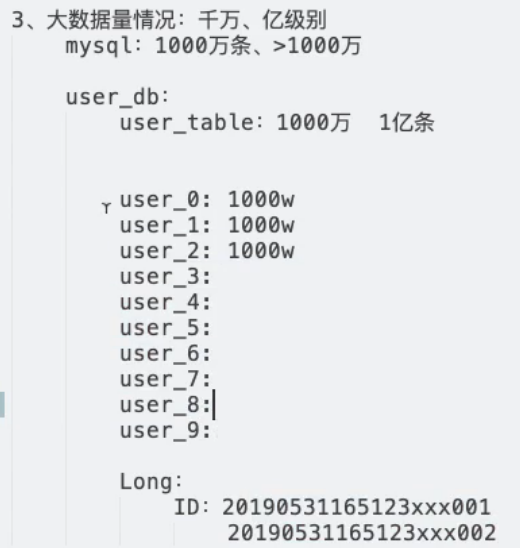 3、大数据量情况：千万、亿级别
mysql：1000万条、>1000万
user_db：
user_table：1000万  1亿条
user_0: 1000w
user_1: 1000w
user_2: 1000w
user_3:
user_4:
user_5:
user_6:
user_7:
user_8:
user_9:
Long：
ID：20190531165123xxx001
20190531165123xxx002